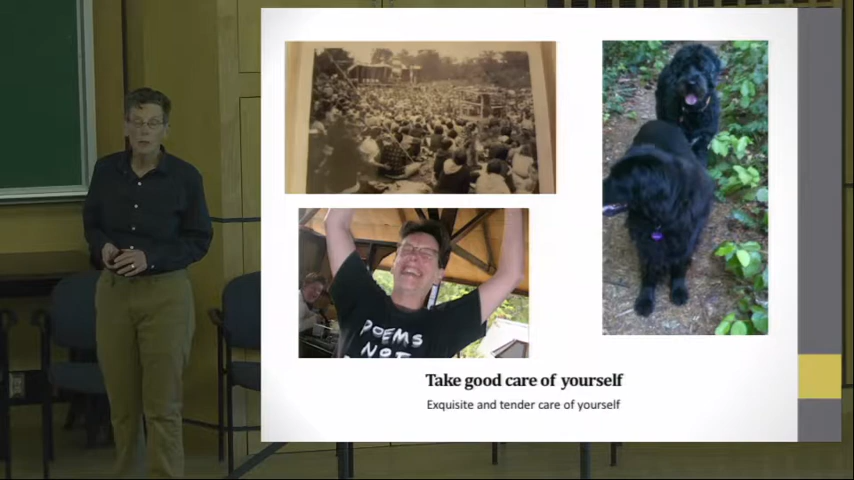 POEMS
NOT
Take good care of yourself
Exquisite and tender care of yourself